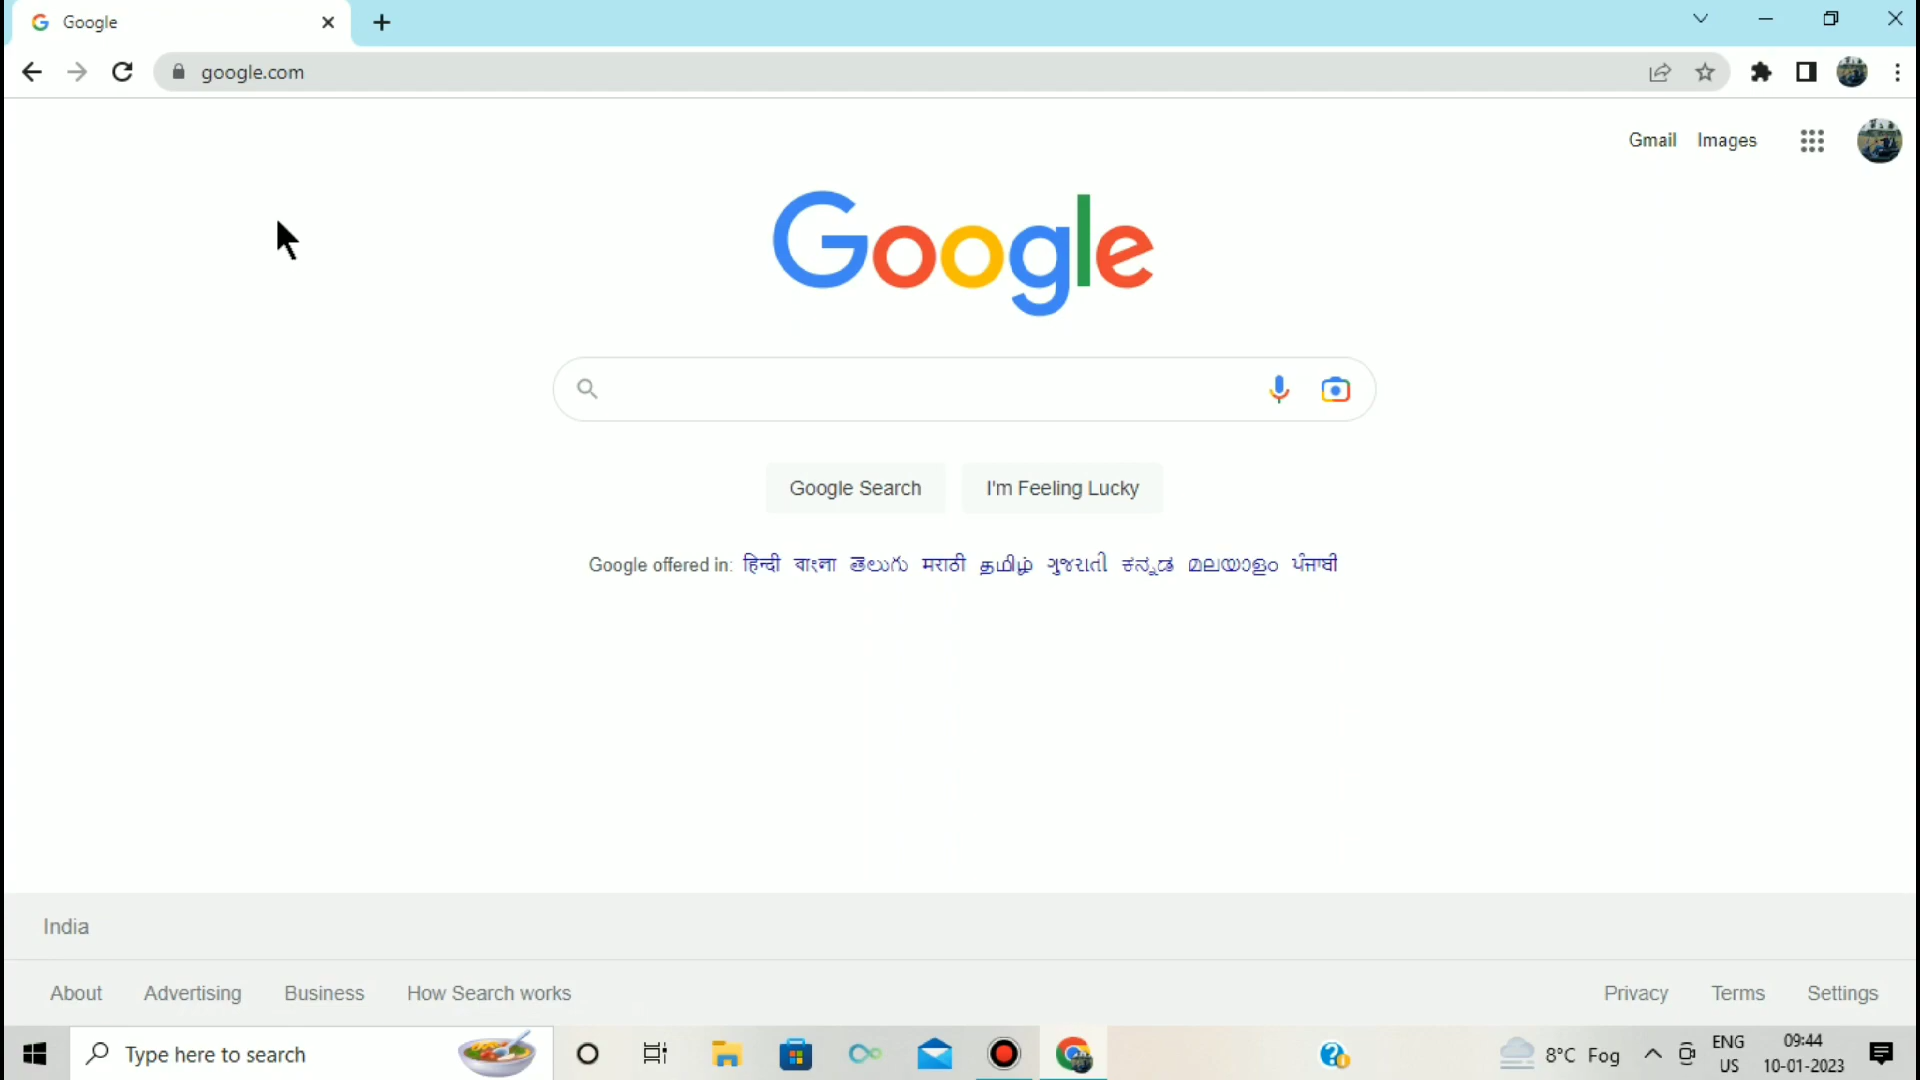 Google
google.com
Gmail Images
Google
Google Search I'm Feeling Lucky
Google offered in: हिन्दी বাংলা తెలుగు मराठी தமிழ் ગુજરાતી ಕನ್ನಡ മലയാളം ਪੰਜਾਬੀ
India
About Advertising Business How Search works Privacy Terms Settings
Type here to search 8°C Fog ENG US 09:44 10-01-2023